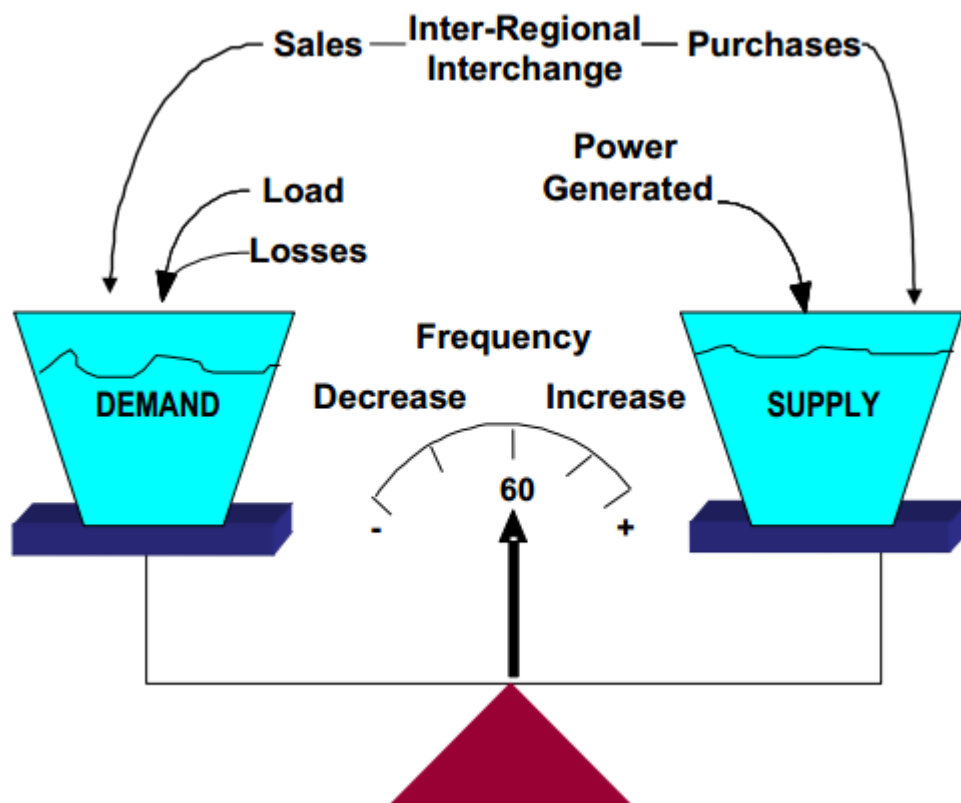 Sales
Inter-Regional
Interchange
Purchases
Power
Generated
Load
Losses
Frequency
Decrease
Increase
DEMAND
SUPPLY
60
-
+